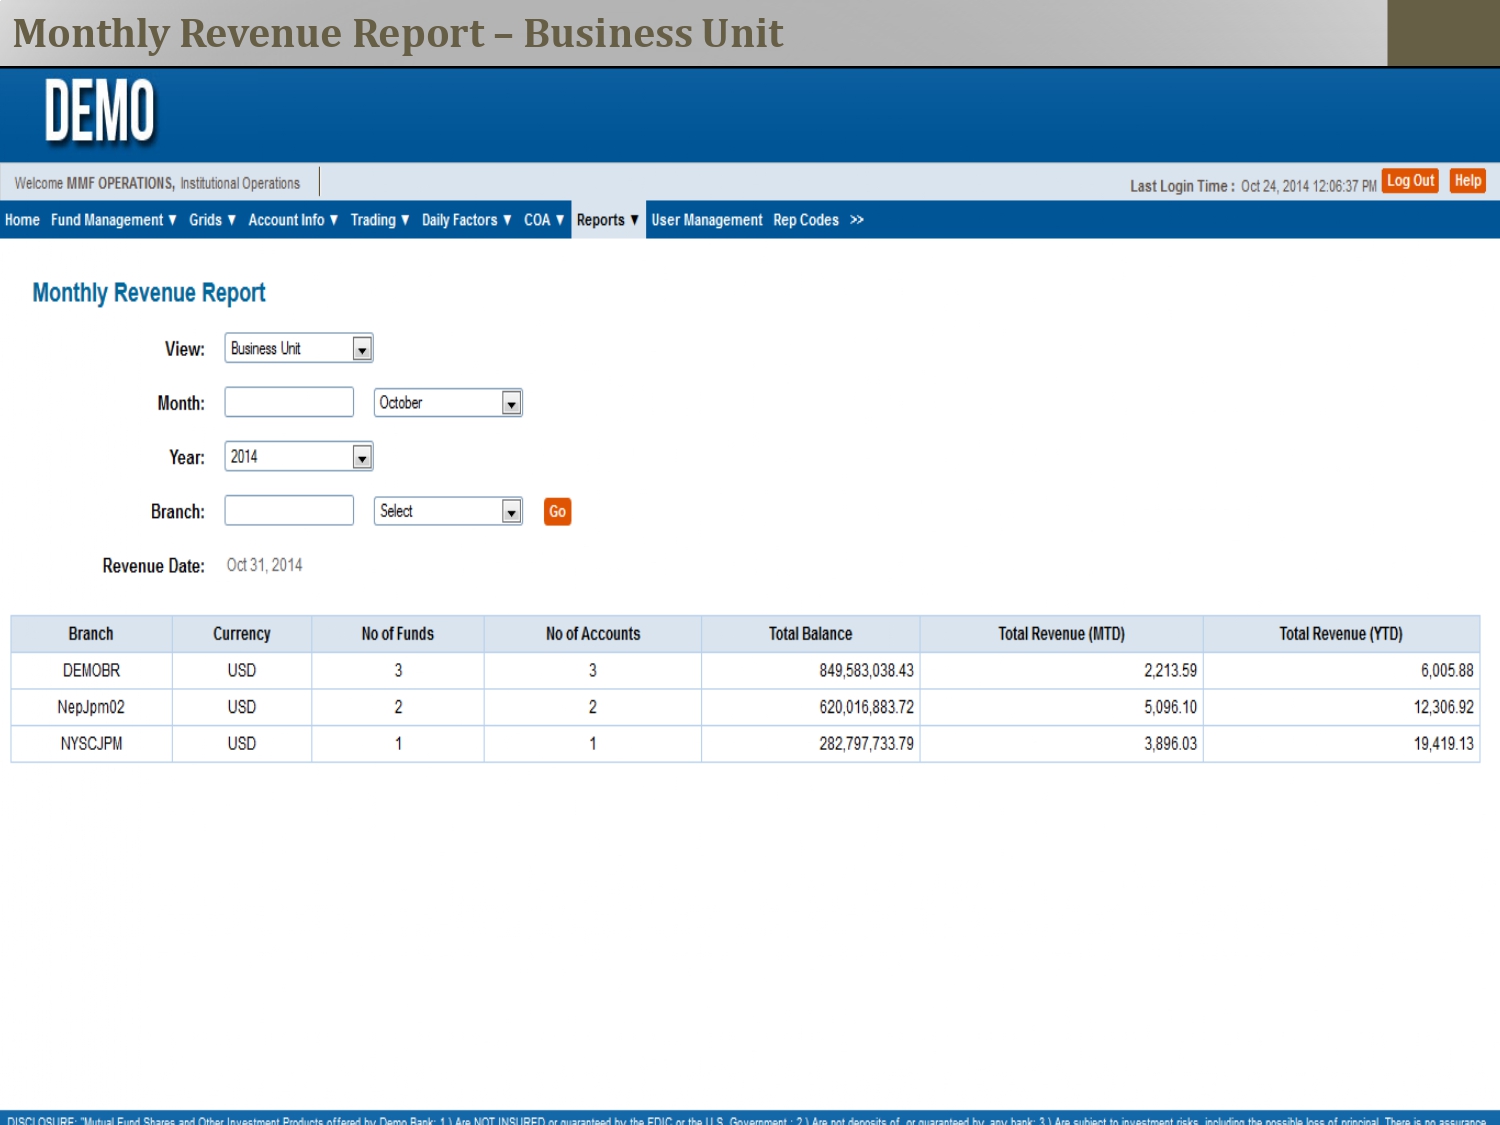 Monthly Revenue Report – Business Unit
DEMO
Welcome MMF OPERATIONS, Institutional Operations
Last Login Time : Oct 24, 2014 12:06:37 PM Log Out Help
Home Fund Management ▼ Grids ▼ Account Info ▼ Trading ▼ Daily Factors ▼ COA ▼ Reports ▼ User Management Rep Codes >>
Monthly Revenue Report
View: Business Unit
Month: October
Year: 2014
Branch: Select Go
Revenue Date: Oct 31, 2014
Branch Currency No of Funds No of Accounts Total Balance Total Revenue (MTD) Total Revenue (YTD)
DEMOBR USD 3 3 849,583,038.43 2,213.59 6,005.88
NepJpm02 USD 2 2 620,016,883.72 5,096.10 12,306.92
NYSCJPM USD 1 1 282,797,733.79 3,896.03 19,419.13
DISCLOSURE: "Mutual Fund Shares and Other Investment Products offered by Demo Bank: 1.) Are NOT INSURED or guaranteed by the FDIC or the U.S. Government ; 2.) Are not deposits of, or guaranteed by, any bank; 3.) Are subject to investment risks, including the possible loss of principal. There is no assurance